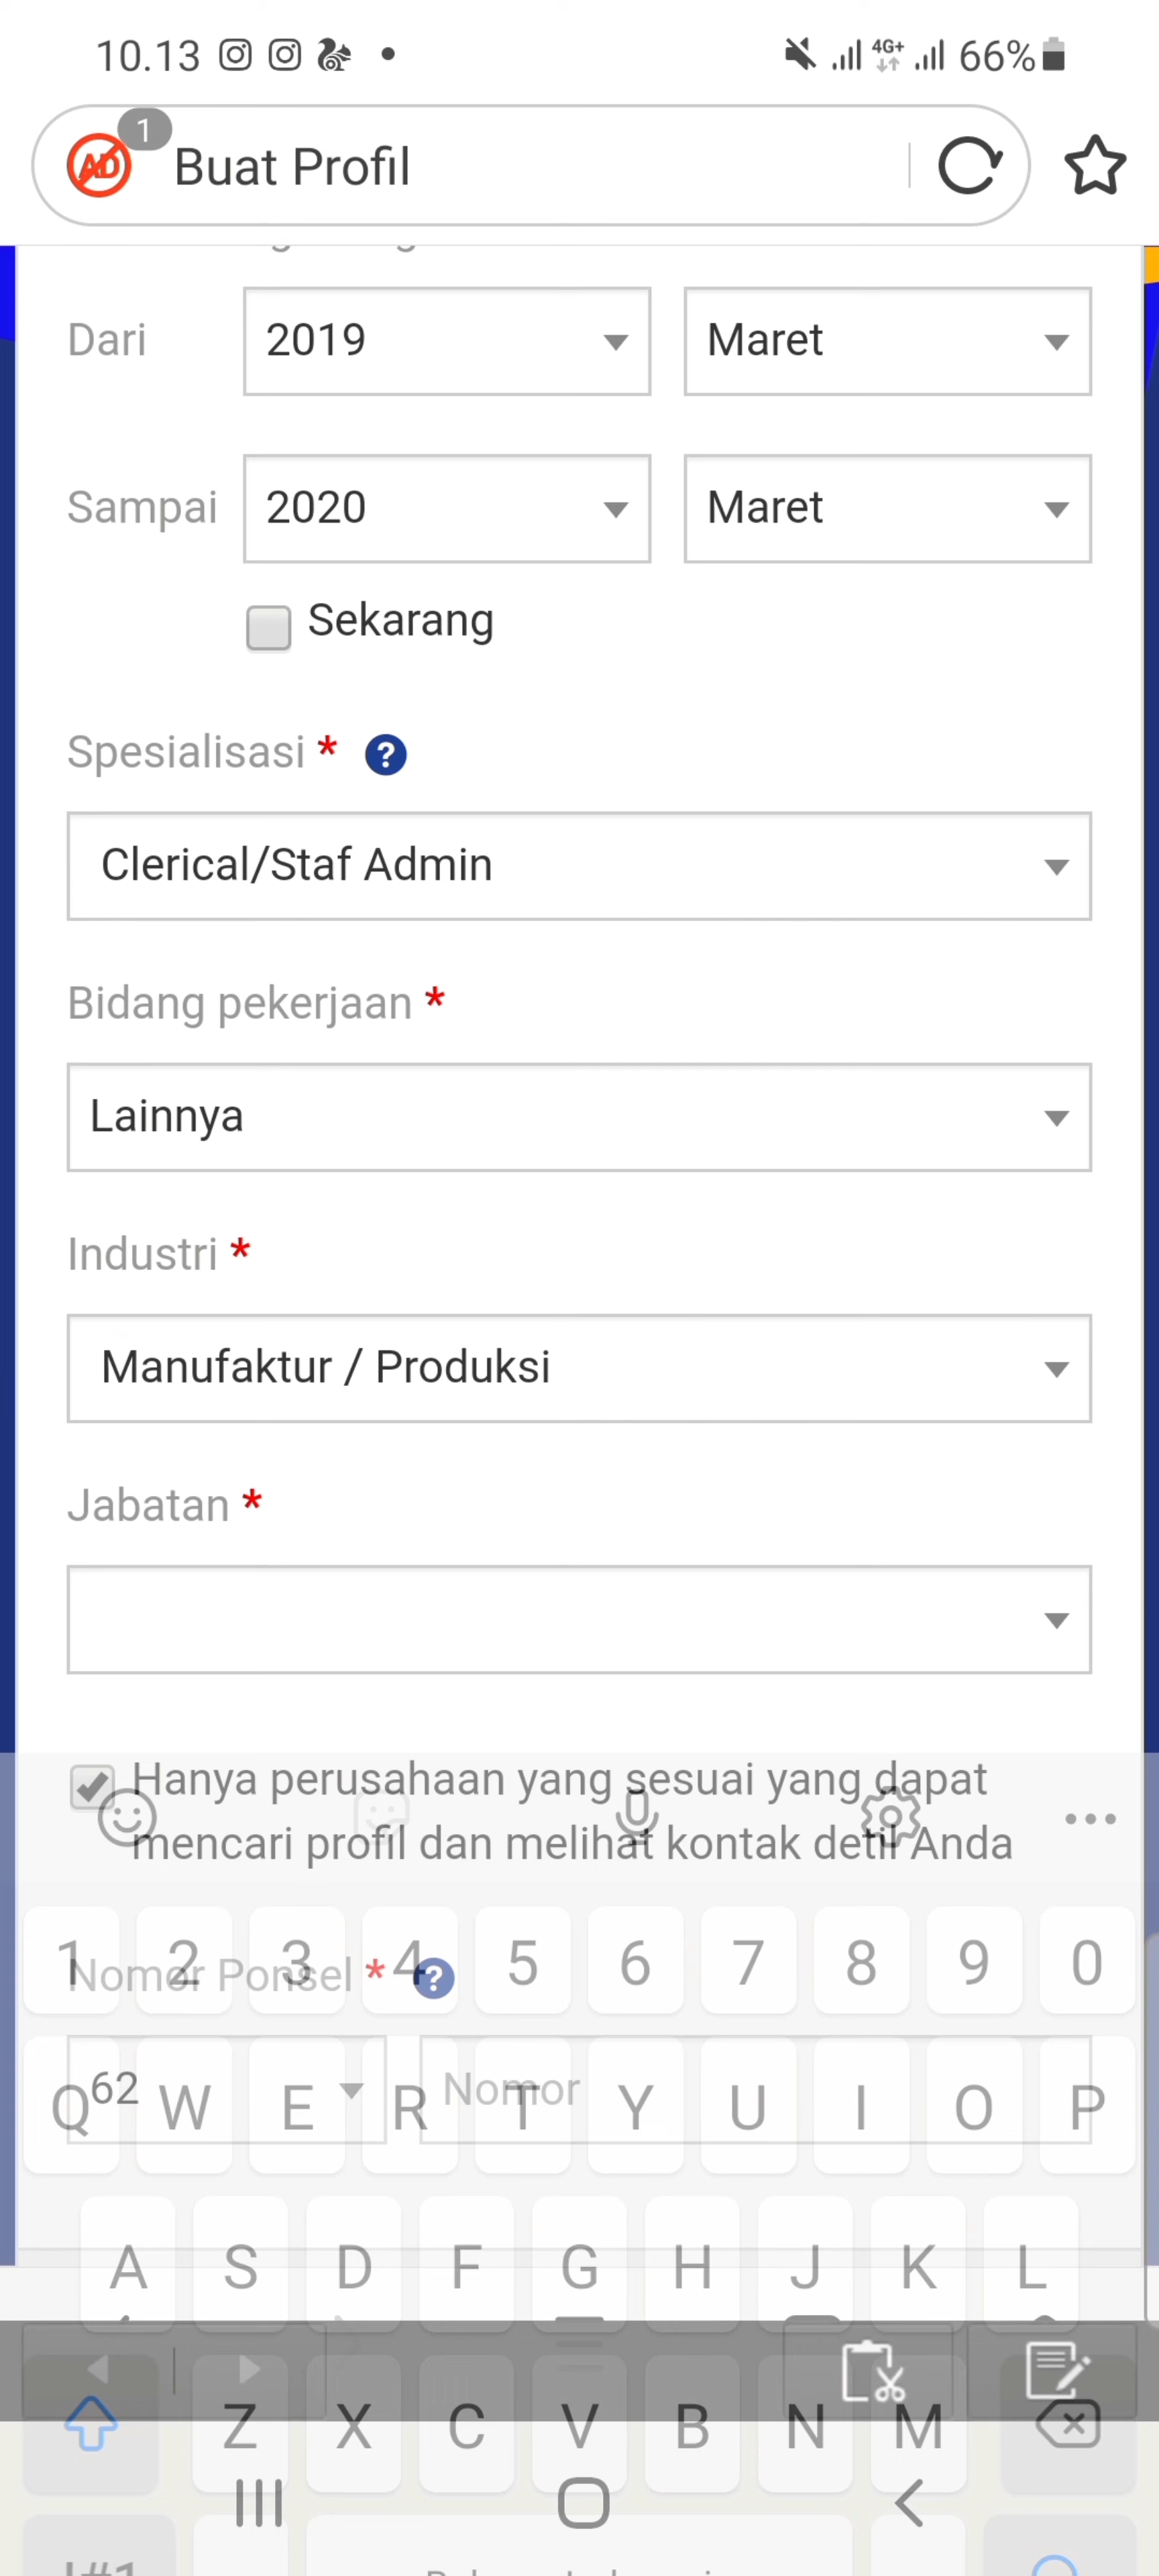 10.13
4G+
66%
1
AD
Buat Profil
Dari
2019
Maret
Sampai
2020
Maret
Sekarang
Spesialisasi * ?
Clerical/Staf Admin
Bidang pekerjaan *
Lainnya
Industri *
Manufaktur / Produksi
Jabatan *
Hanya perusahaan yang sesuai yang dapat
mencari profil dan melihat kontak detil Anda
1 2 3 4 5 6 7 8 9 0
Nomor Ponsel * ?
62
Nomor
Q W E R T Y U I O P
A S D F G H J K L
Z X C V B N M